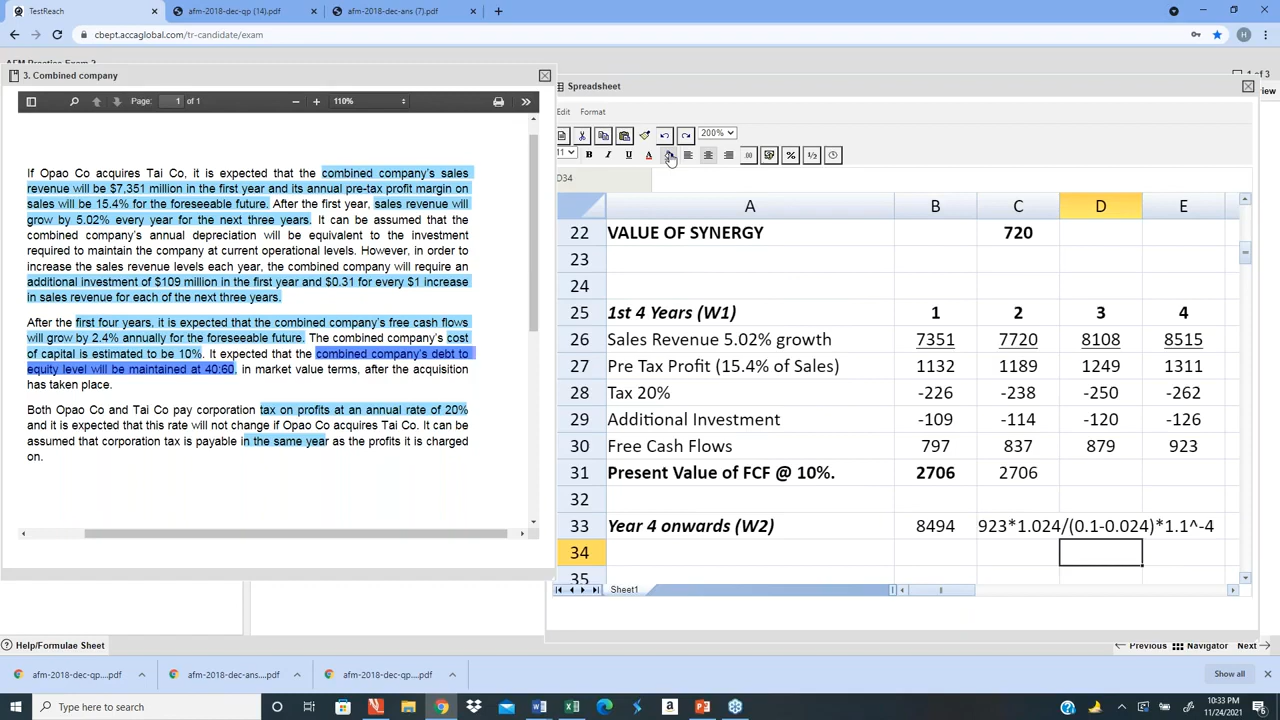 TestReach
afm-2018-dec-qp (14).pdf
afm-2018-dec-ans (7).pdf
cbept.accaglobal.com/tr-candidate/exam
H
1 of 3
view
3. Combined company
Page: 1 of 1
110%
If Opao Co acquires Tai Co, it is expected that the combined company's sales
revenue will be $7,351 million in the first year and its annual pre-tax profit margin on
sales will be 15.4% for the foreseeable future. After the first year, sales revenue will
grow by 5.02% every year for the next three years. It can be assumed that the
combined company's annual depreciation will be equivalent to the investment
required to maintain the company at current operational levels. However, in order to
increase the sales revenue levels each year, the combined company will require an
additional investment of $109 million in the first year and $0.31 for every $1 increase
in sales revenue for each of the next three years.
After the first four years, it is expected that the combined company's free cash flows
will grow by 2.4% annually for the foreseeable future. The combined company's cost
of capital is estimated to be 10%. It expected that the combined company's debt to
equity level will be maintained at 40:60, in market value terms, after the acquisition
has taken place.
Both Opao Co and Tai Co pay corporation tax on profits at an annual rate of 20%
and it is expected that this rate will not change if Opao Co acquires Tai Co. It can be
assumed that corporation tax is payable in the same year as the profits it is charged
on.
Spreadsheet
Edit Format
200%
11 B I U A .00 % 1/2
D34
A B C D E
22 VALUE OF SYNERGY 720
23
24
25 1st 4 Years (W1) 1 2 3 4
26 Sales Revenue 5.02% growth 7351 7720 8108 8515
27 Pre Tax Profit (15.4% of Sales) 1132 1189 1249 1311
28 Tax 20% -226 -238 -250 -262
29 Additional Investment -109 -114 -120 -126
30 Free Cash Flows 797 837 879 923
31 Present Value of FCF @ 10%. 2706 2706
32
33 Year 4 onwards (W2) 8494 923*1.024/(0.1-0.024)*1.1^-4
34
35
Sheet1
Help/Formulae Sheet
Previous Navigator Next
afm-2018-dec-qp....pdf
afm-2018-dec-ans....pdf
afm-2018-dec-qp....pdf
Show all
Type here to search
10:33 PM
11/24/2021